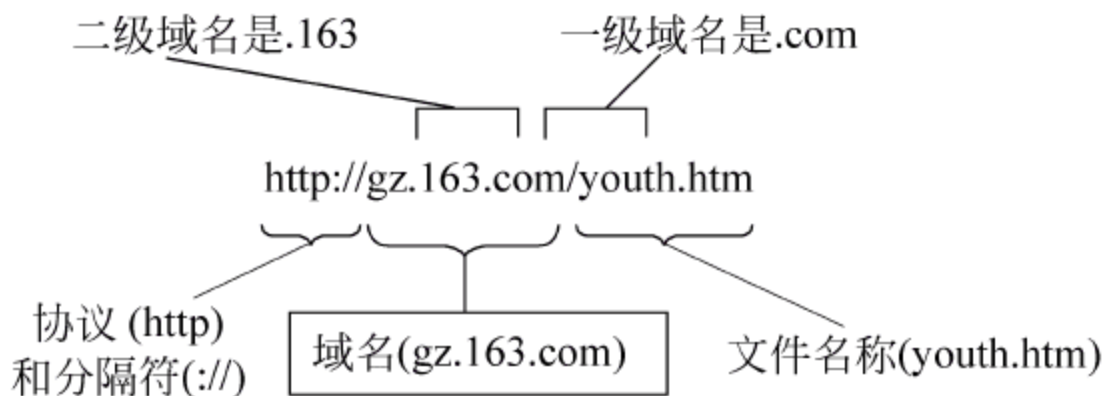 二级域名是.163
一级域名是.com
http://gz.163.com/youth.htm
协议 (http)
和分隔符(://)
域名(gz.163.com)
文件名称(youth.htm)